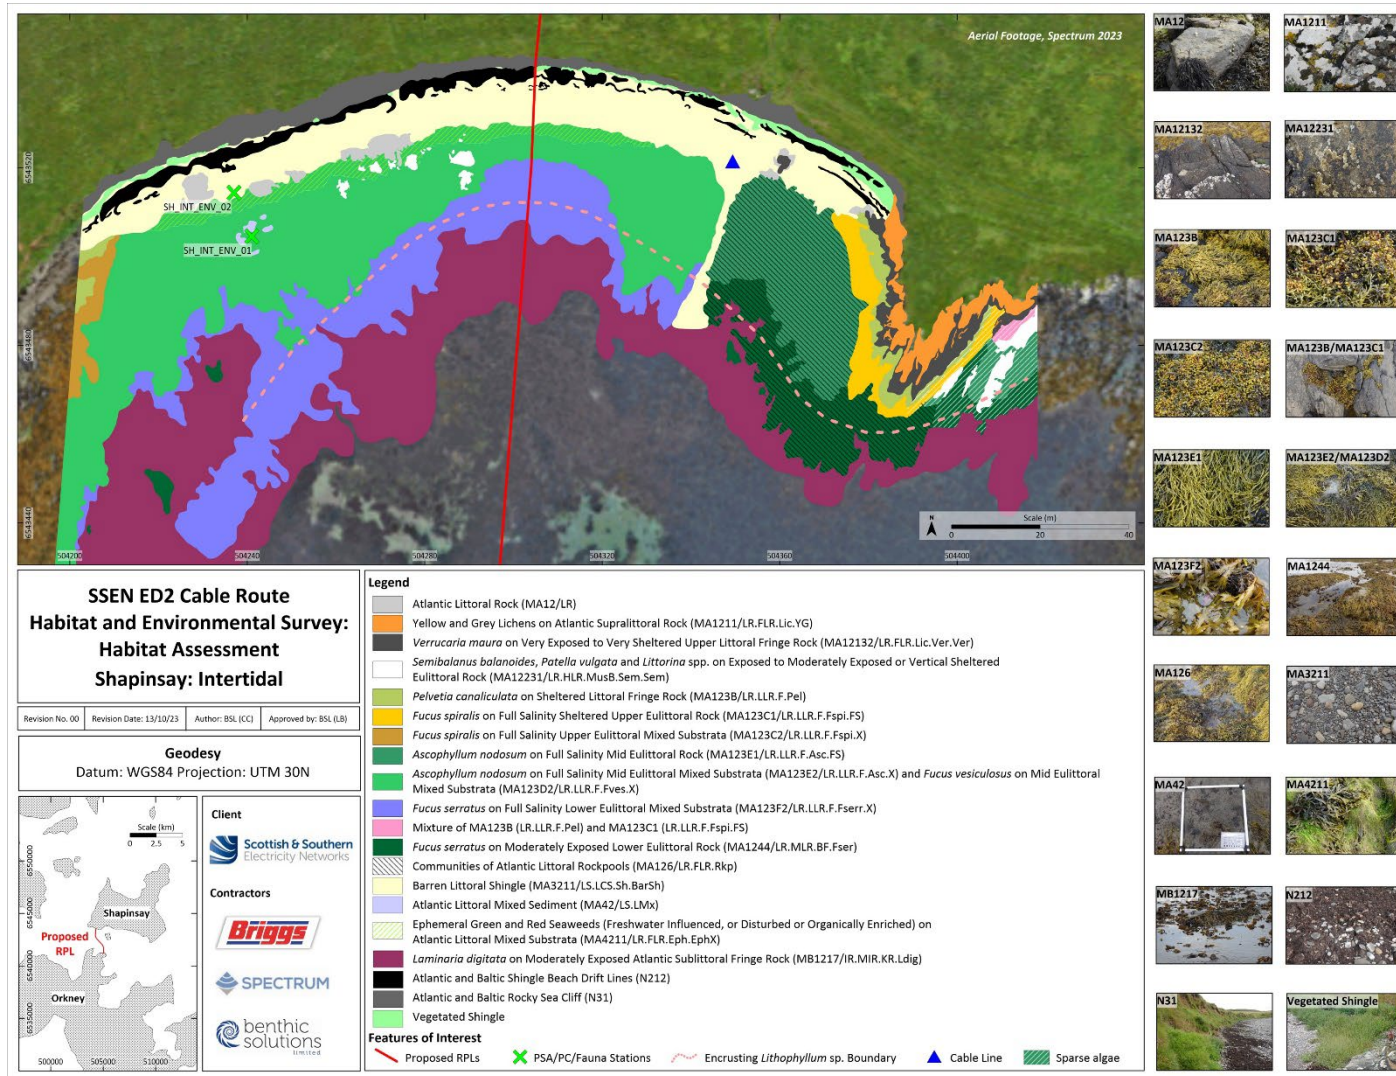 Aerial Footage, Spectrum 2023
SH_INT_ENV_02
SH_INT_ENV_01
6543520
6543480
6543440
504200
504240
504280
504320
504360
504400
N
Scale (m)
0 20 40
MA12
MA1211
MA12132
MA12231
MA123B
MA123C1
MA123C2
MA123B/MA123C1
MA123E1
MA123E2/MA123D2
MA123F2
MA1244
MA126
MA3211
MA42
MA4211
MB1217
N212
N31
Vegetated Shingle
SSEN ED2 Cable Route
Habitat and Environmental Survey:
Habitat Assessment
Shapinsay: Intertidal
Revision No. 00
Revision Date: 13/10/23
Author: BSL (CC)
Approved by: BSL (LB)
Geodesy
Datum: WGS84 Projection: UTM 30N
Scale (km)
0 2.5 5
6550000
6545000
6540000
6535000
Shapinsay
Proposed
RPL
Orkney
500000
505000
510000
Client
Scottish & Southern
Electricity Networks
Contractors
Briggs
SPECTRUM
benthic
solutions
limited
Legend
Atlantic Littoral Rock (MA12/LR)
Yellow and Grey Lichens on Atlantic Supralittoral Rock (MA1211/LR.FLR.Lic.YG)
Verrucaria maura on Very Exposed to Very Sheltered Upper Littoral Fringe Rock (MA12132/LR.FLR.Lic.Ver.Ver)
Semibalanus balanoides, Patella vulgata and Littorina spp. on Exposed to Moderately Exposed or Vertical Sheltered
Eulittoral Rock (MA12231/LR.HLR.MusB.Sem.Sem)
Pelvetia canaliculata on Sheltered Littoral Fringe Rock (MA123B/LR.LLR.F.Pel)
Fucus spiralis on Full Salinity Sheltered Upper Eulittoral Rock (MA123C1/LR.LLR.F.Fspi.FS)
Fucus spiralis on Full Salinity Upper Eulittoral Mixed Substrata (MA123C2/LR.LLR.F.Fspi.X)
Ascophyllum nodosum on Full Salinity Mid Eulittoral Rock (MA123E1/LR.LLR.F.Asc.FS)
Ascophyllum nodosum on Full Salinity Mid Eulittoral Mixed Substrata (MA123E2/LR.LLR.F.Asc.X) and Fucus vesiculosus on Mid Eulittoral
Mixed Substrata (MA123D2/LR.LLR.F.Fves.X)
Fucus serratus on Full Salinity Lower Eulittoral Mixed Substrata (MA123F2/LR.LLR.F.Fserr.X)
Mixture of MA123B (LR.LLR.F.Pel) and MA123C1 (LR.LLR.F.Fspi.FS)
Fucus serratus on Moderately Exposed Lower Eulittoral Rock (MA1244/LR.MLR.BF.Fser)
Communities of Atlantic Littoral Rockpools (MA126/LR.FLR.Rkp)
Barren Littoral Shingle (MA3211/LS.LCS.Sh.BarSh)
Atlantic Littoral Mixed Sediment (MA42/LS.LMx)
Ephemeral Green and Red Seaweeds (Freshwater Influenced, or Disturbed or Organically Enriched) on
Atlantic Littoral Mixed Substrata (MA4211/LR.FLR.Eph.EphX)
Laminaria digitata on Moderately Exposed Atlantic Sublittoral Fringe Rock (MB1217/IR.MIR.KR.Ldig)
Atlantic and Baltic Shingle Beach Drift Lines (N212)
Atlantic and Baltic Rocky Sea Cliff (N31)
Vegetated Shingle
Features of Interest
Proposed RPLs
PSA/PC/Fauna Stations
Encrusting Lithophyllum sp. Boundary
Cable Line
Sparse algae